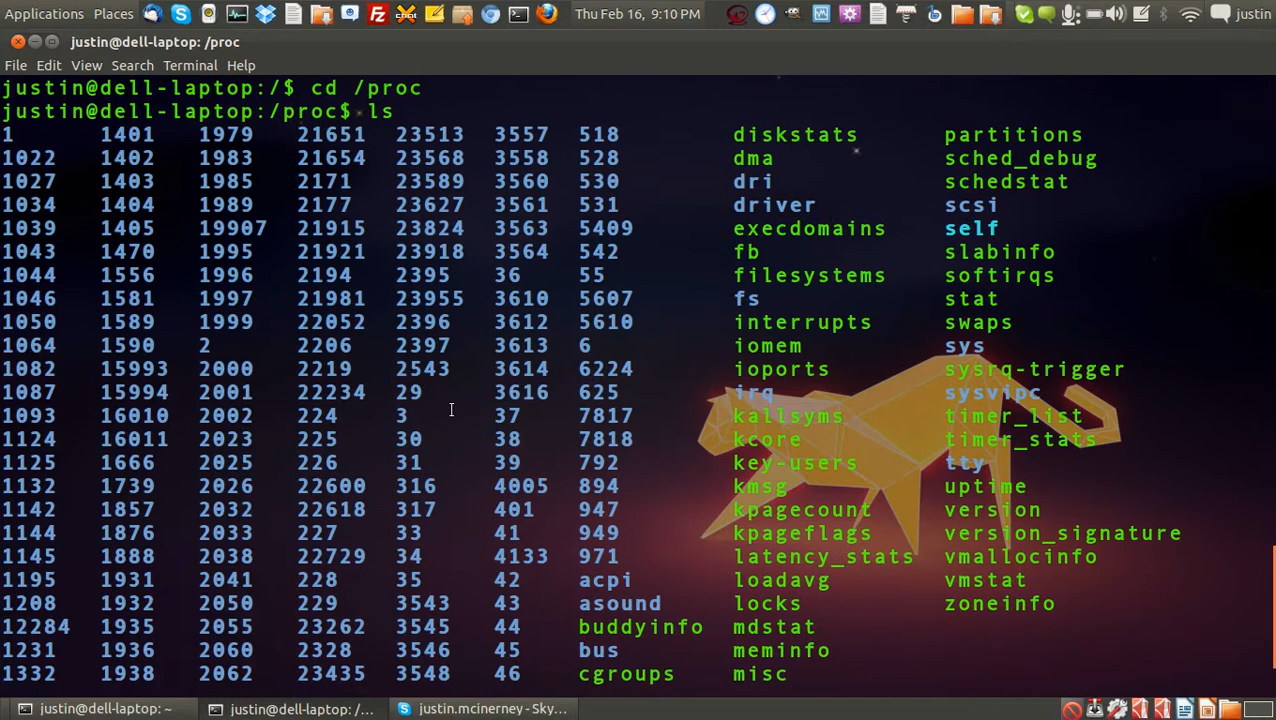 Applications Places Thu Feb 16, 9:10 PM justin
justin@dell-laptop: /proc
File Edit View Search Terminal Help
justin@dell-laptop:/$ cd /proc
justin@dell-laptop:/proc$ ls
1 1401 1979 21651 23513 3557 518 diskstats partitions
1022 1402 1983 21654 23568 3558 528 dma sched_debug
1027 1403 1985 2171 23589 3560 530 dri schedstat
1034 1404 1989 2177 23627 3561 531 driver scsi
1039 1405 19907 21915 23824 3563 5409 execdomains self
1043 1470 1995 21921 23918 3564 542 fb slabinfo
1044 1556 1996 2194 2395 36 55 filesystems softirqs
1046 1581 1997 21981 23955 3610 5607 fs stat
1050 1589 1999 22052 2396 3612 5610 interrupts swaps
1064 1590 2 2206 2397 3613 6 iomem sys
1082 15993 2000 2219 2543 3614 6224 ioports sysrq-trigger
1087 15994 2001 22234 29 3616 625 irq sysvipc
1093 16010 2002 224 3 37 7817 kallsyms timer_list
1124 16011 2023 225 30 38 7818 kcore timer_stats
1125 1666 2025 226 31 39 792 key-users tty
1132 1739 2026 22600 316 4005 894 kmsg uptime
1142 1857 2032 22618 317 401 947 kpagecount version
1144 1876 2033 227 33 41 949 kpageflags version_signature
1145 1888 2038 22729 34 4133 971 latency_stats vmallocinfo
1195 1931 2041 228 35 42 acpi loadavg vmstat
1208 1932 2050 229 3543 43 asound locks zoneinfo
12284 1935 2055 23262 3545 44 buddyinfo mdstat
1231 1936 2060 2328 3546 45 bus meminfo
1332 1938 2062 23435 3548 46 cgroups misc
justin@dell-laptop: ~ justin@dell-laptop: /... justin.mcinerney - Sky...